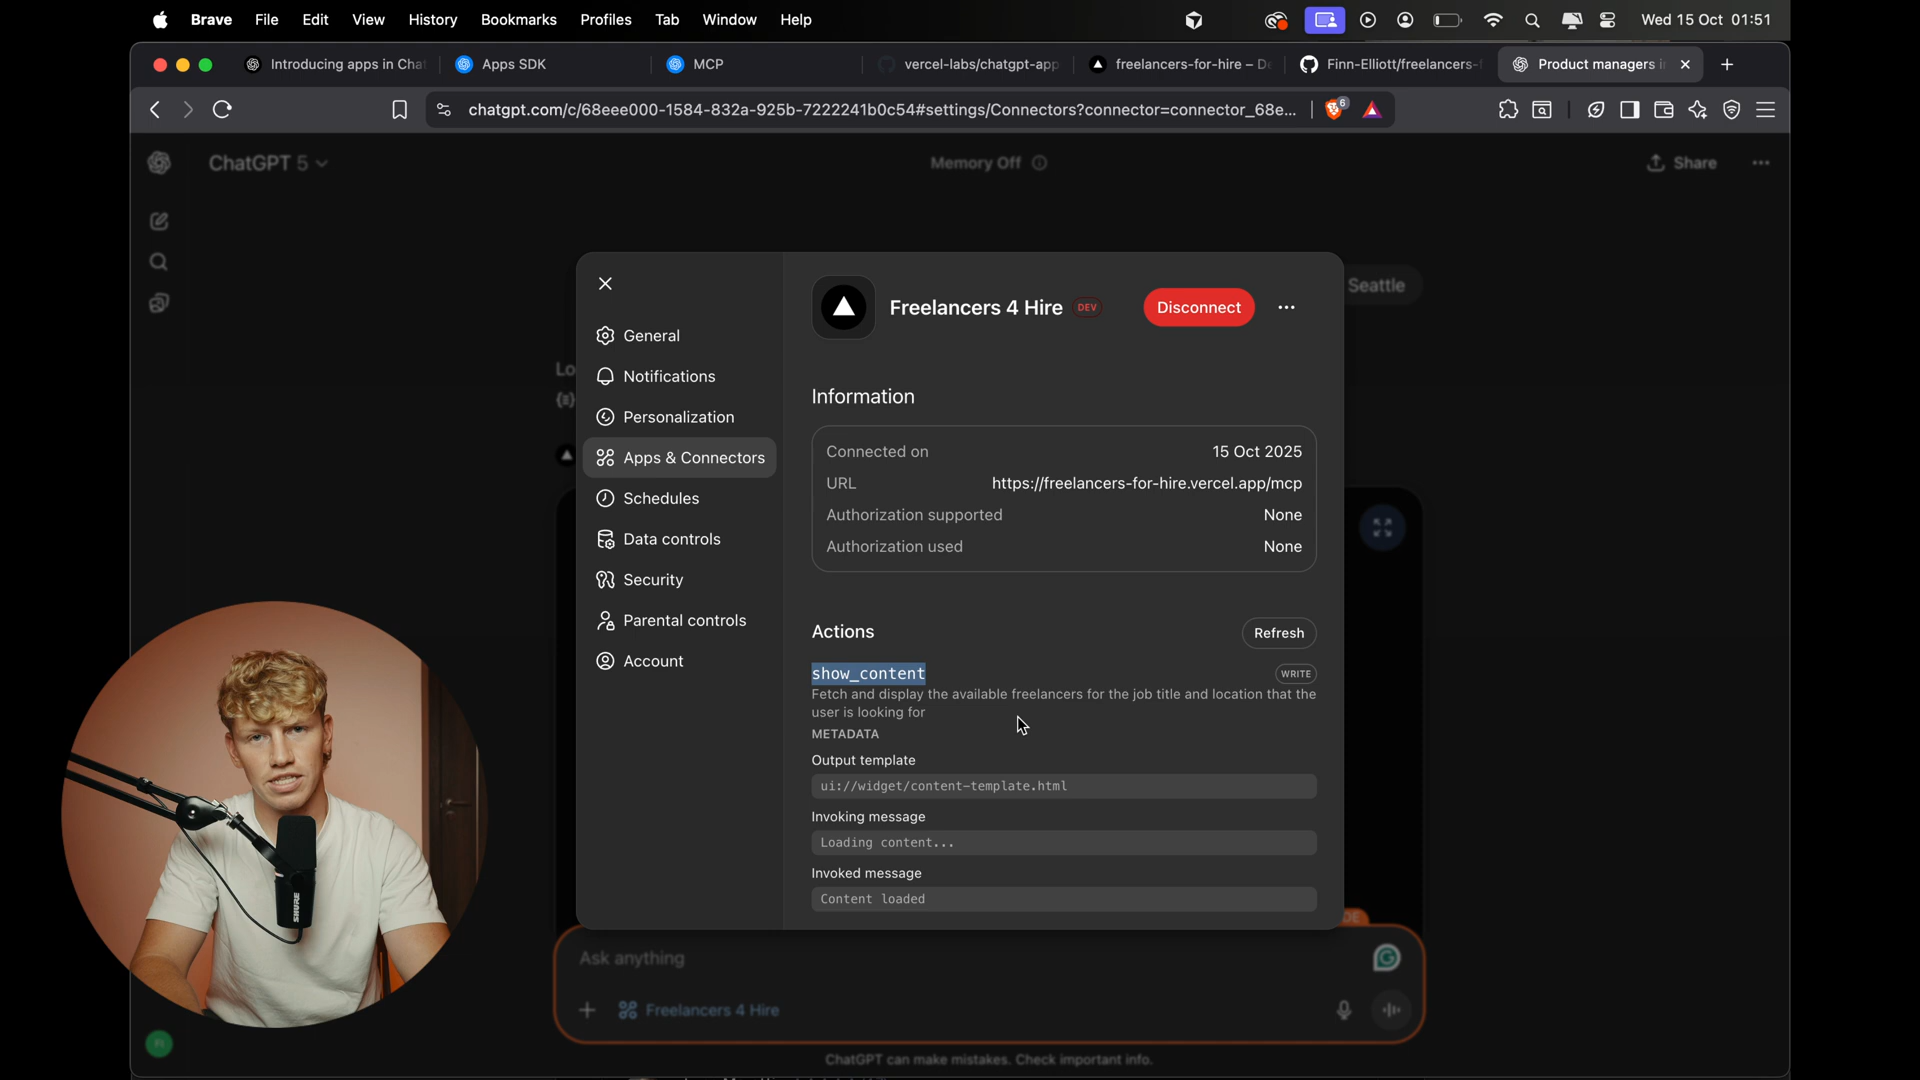 Brave File Edit View History Bookmarks Profiles Tab Window Help Wed 15 Oct 01:51
Introducing apps in Cha Apps SDK MCP vercel-labs/chatgpt-app freelancers-for-hire – D Finn-Elliott/freelancers- Product managers i
chatgpt.com/c/68eee000-1584-832a-925b-7222241b0c54#settings/Connectors?connector=connector_68e... 6
ChatGPT 5 Memory Off Share
Seattle
Freelancers 4 Hire DEV Disconnect
General
Notifications
Personalization
Apps & Connectors
Schedules
Data controls
Security
Parental controls
Account
Lo
Information
Connected on 15 Oct 2025
URL https://freelancers-for-hire.vercel.app/mcp
Authorization supported None
Authorization used None
Actions Refresh
show_content WRITE
Fetch and display the available freelancers for the job title and location that the
user is looking for
METADATA
Output template
ui://widget/content-template.html
Invoking message
Loading content...
Invoked message
Content loaded
DE
Ask anything
Freelancers 4 Hire
FI
ChatGPT can make mistakes. Check important info.
SHURE